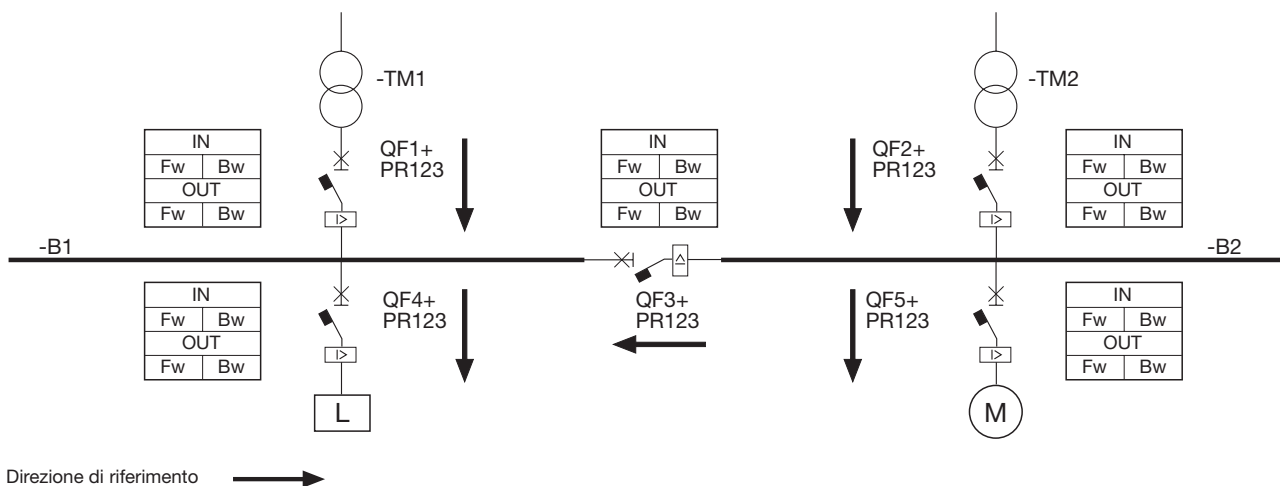 -TM1
-TM2
IN
Fw Bw
OUT
Fw Bw
QF1+
PR123
I>
IN
Fw Bw
OUT
Fw Bw
QF2+
PR123
I>
IN
Fw Bw
OUT
Fw Bw
-B1
-B2
I>
IN
Fw Bw
OUT
Fw Bw
QF4+
PR123
I>
QF3+
PR123
QF5+
PR123
I>
IN
Fw Bw
OUT
Fw Bw
L
M
Direzione di riferimento